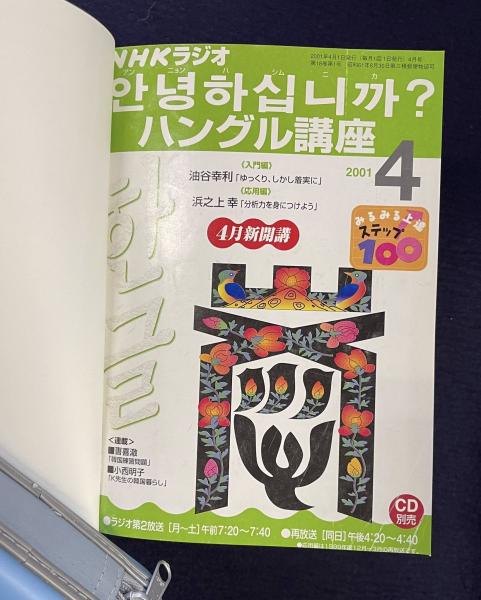 2001年4月1日発行（毎月1回1日発行）4月号
NHKラジオ
アンニョンハシムニカ
안녕하십니까?
ハングル講座
2001 4
〈入門編〉
油谷幸利「ゆっくり、しかし着実に」
〈応用編〉
浜之上 幸「分析力を身につけよう」
4月新開講
みるみる上達
ステップ
100
〈連載〉
「韓国練習問題」
■小西明子
「K先生の韓国暮らし」
CD
別売
●ラジオ第2放送［月〜土］午前7:20〜7:40
●再放送［同日］午後4:20〜4:40